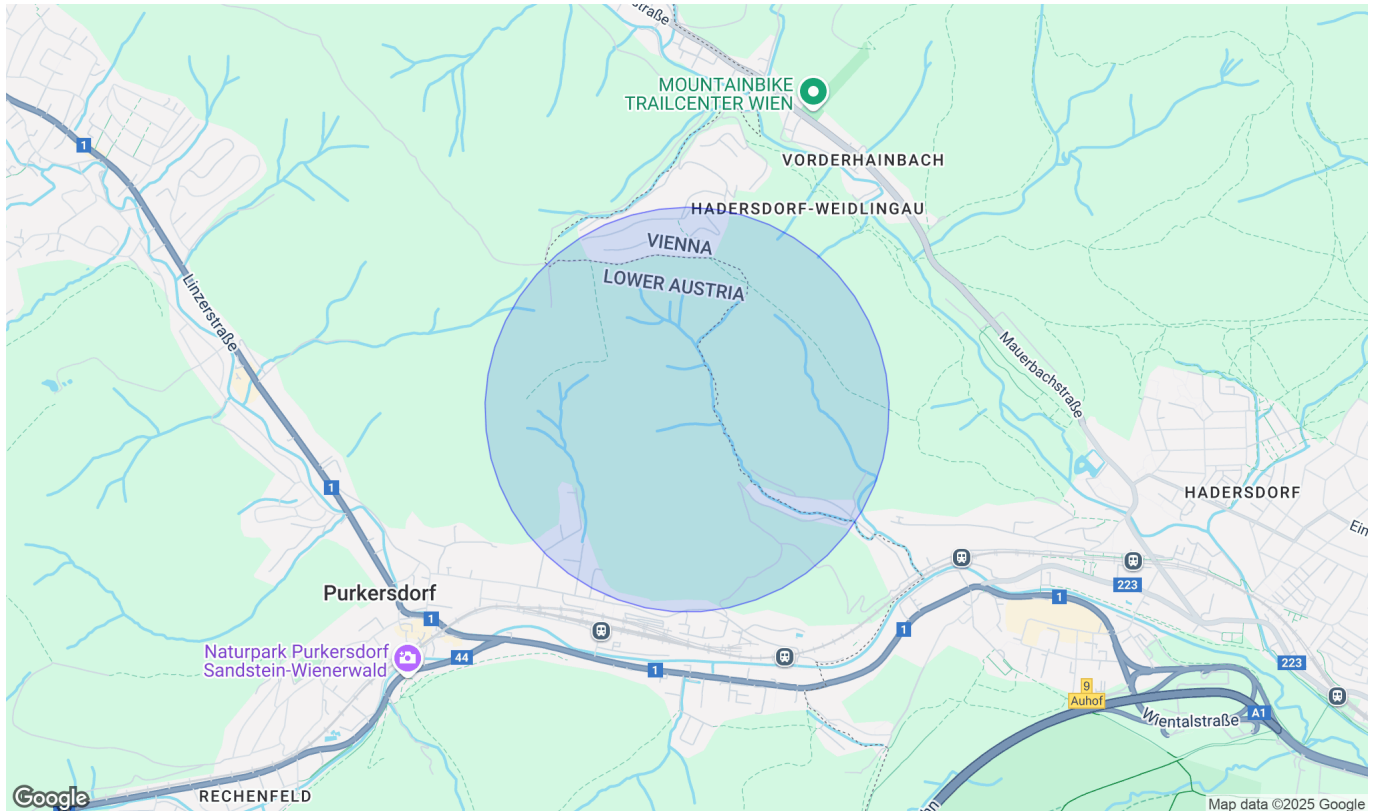 straße
MOUNTAINBIKE
TRAILCENTER WIEN
1
VORDERHAINBACH
HADERSDORF-WEIDLINGAU
VIENNA
LOWER AUSTRIA
Linzerstraße
Mauerbachstraße
1
HADERSDORF
Ein
Purkersdorf
223
1
1
1
44
1
Naturpark Purkersdorf
Sandstein-Wienerwald
223
9
Auhof
A1
Wientalstraße
RECHENFELD
Google
Map data ©2025 Google